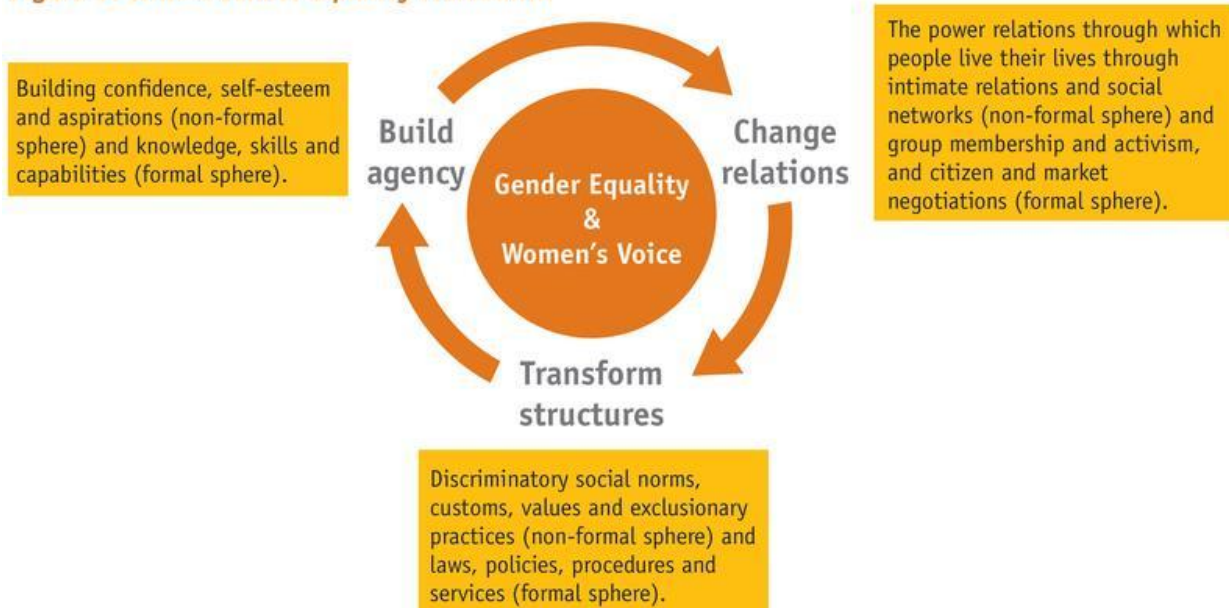 Building confidence, self-esteem
and aspirations (non-formal
sphere) and knowledge, skills and
capabilities (formal sphere).
Build
agency
Gender Equality
&
Women's Voice
Change
relations
The power relations through which
people live their lives through
intimate relations and social
networks (non-formal sphere) and
group membership and activism,
and citizen and market
negotiations (formal sphere).
Transform
structures
Discriminatory social norms,
customs, values and exclusionary
practices (non-formal sphere) and
laws, policies, procedures and
services (formal sphere).